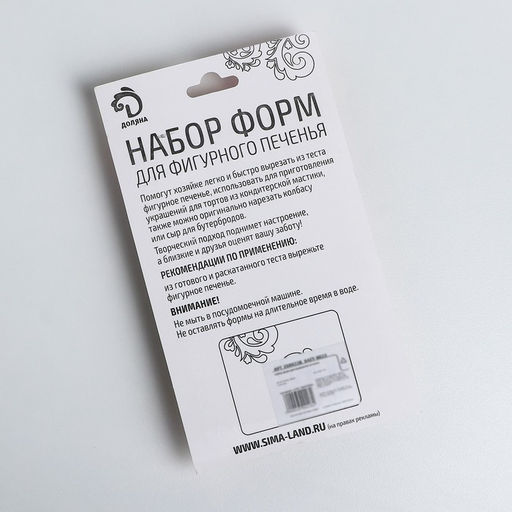 ДОЛЯНА
НАБОР ФОРМ
ДЛЯ ФИГУРНОГО ПЕЧЕНЬЯ
Помогут хозяйке легко и быстро вырезать из теста
фигурное печенье, использовать для приготовления
украшений для тортов из кондитерской мастики,
также можно оригинально нарезать колбасу
или сыр для бутербродов.
Творческий подход поднимет настроение,
а близкие и друзья оценят вашу заботу!
РЕКОМЕНДАЦИИ ПО ПРИМЕНЕНИЮ:
из готового и раскатанного теста вырежьте
фигурное печенье.
ВНИМАНИЕ!
Не мыть в посудомоечной машине.
Не оставлять формы на длительное время в воде.
WWW.SIMA-LAND.RU (на правах рекламы)